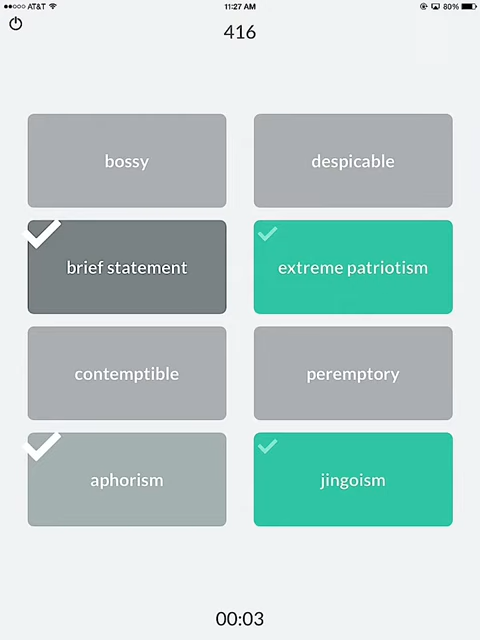 AT&T 11:27 AM 80%
416
bossy despicable
brief statement extreme patriotism
contemptible peremptory
aphorism jingoism
00:03